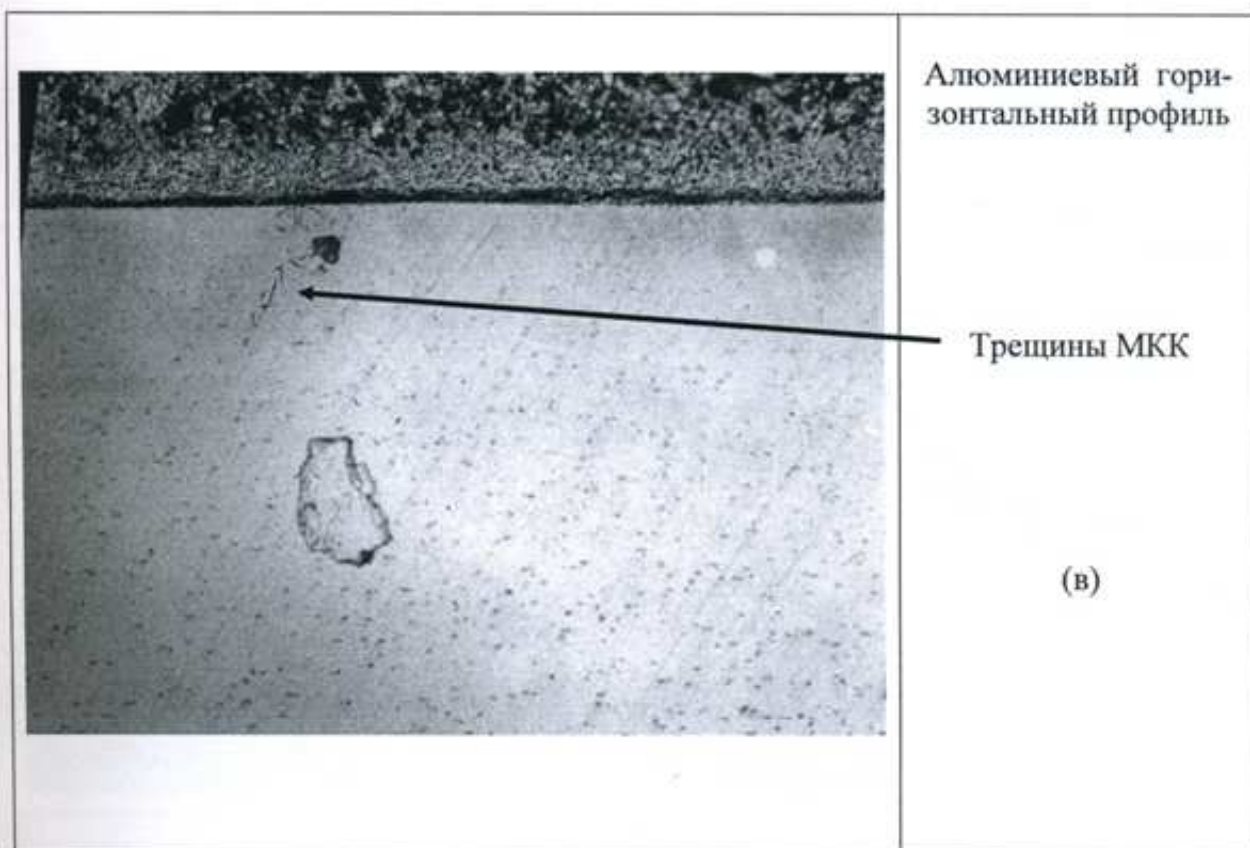 Алюминиевый гори-
зонтальный профиль
Трещины МКК
(в)